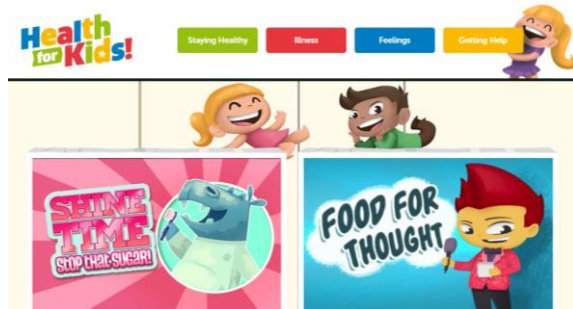 Health
for Kids!
Staying Healthy
Illness
Feelings
Getting Help
SHINE
TIME
STOP THAT SUGAR!
FOOD FOR
THOUGHT